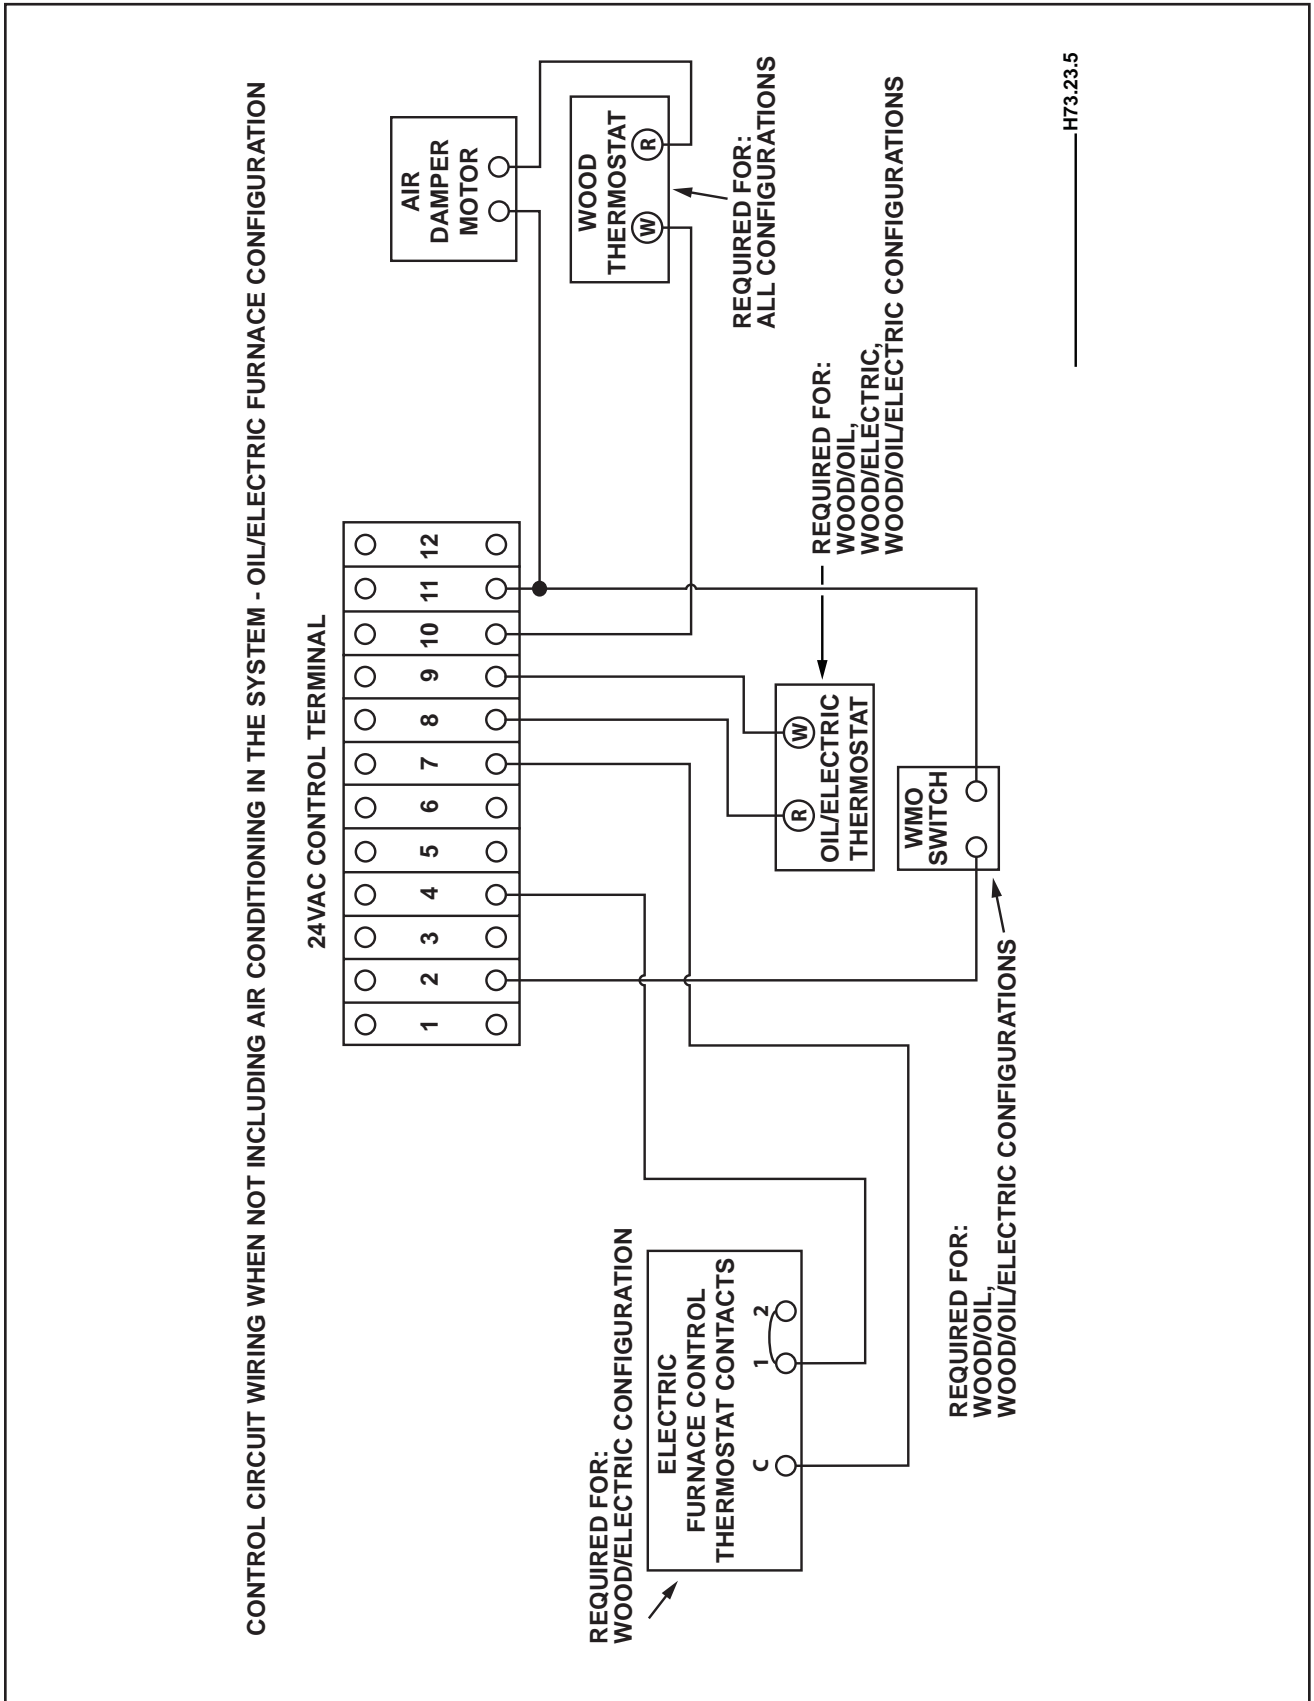 CONTROL CIRCUIT WIRING WHEN NOT INCLUDING AIR CONDITIONING IN THE SYSTEM - OIL/ELECTRIC FURNACE CONFIGURATION
24VAC CONTROL TERMINAL
1 2 3 4 5 6 7 8 9 10 11 12
AIR
DAMPER
MOTOR
WOOD
THERMOSTAT
W R
REQUIRED FOR:
ALL CONFIGURATIONS
REQUIRED FOR:
WOOD/ELECTRIC CONFIGURATION
ELECTRIC
FURNACE CONTROL
THERMOSTAT CONTACTS
C 1 2
R W
OIL/ELECTRIC
THERMOSTAT
REQUIRED FOR:
WOOD/OIL,
WOOD/ELECTRIC,
WOOD/OIL/ELECTRIC CONFIGURATIONS
WMO
SWITCH
REQUIRED FOR:
WOOD/OIL,
WOOD/OIL/ELECTRIC CONFIGURATIONS
H73.23.5